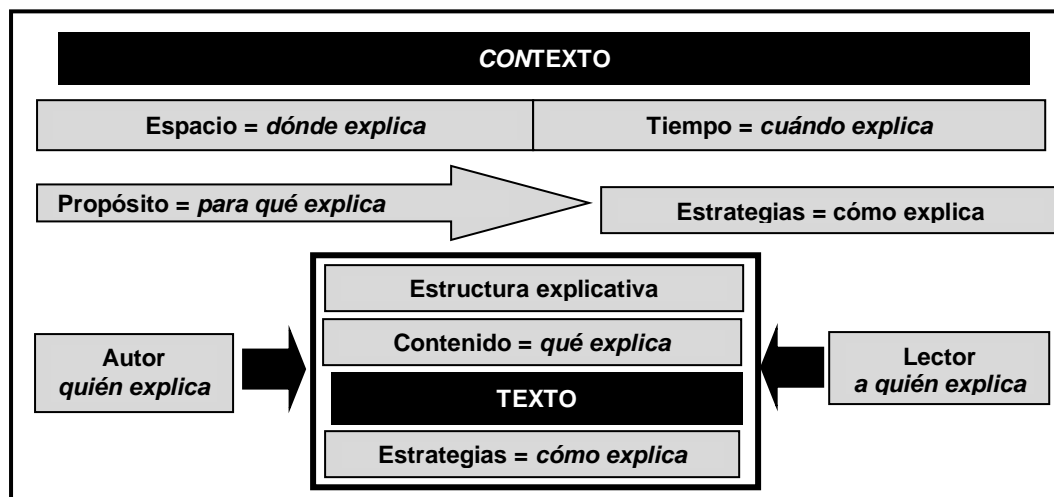 CONTEXTO
Espacio = dónde explica
Tiempo = cuándo explica
Propósito = para qué explica
Estrategias = cómo explica
Estructura explicativa
Contenido = qué explica
Autor
quién explica
Lector
a quién explica
TEXTO
Estrategias = cómo explica